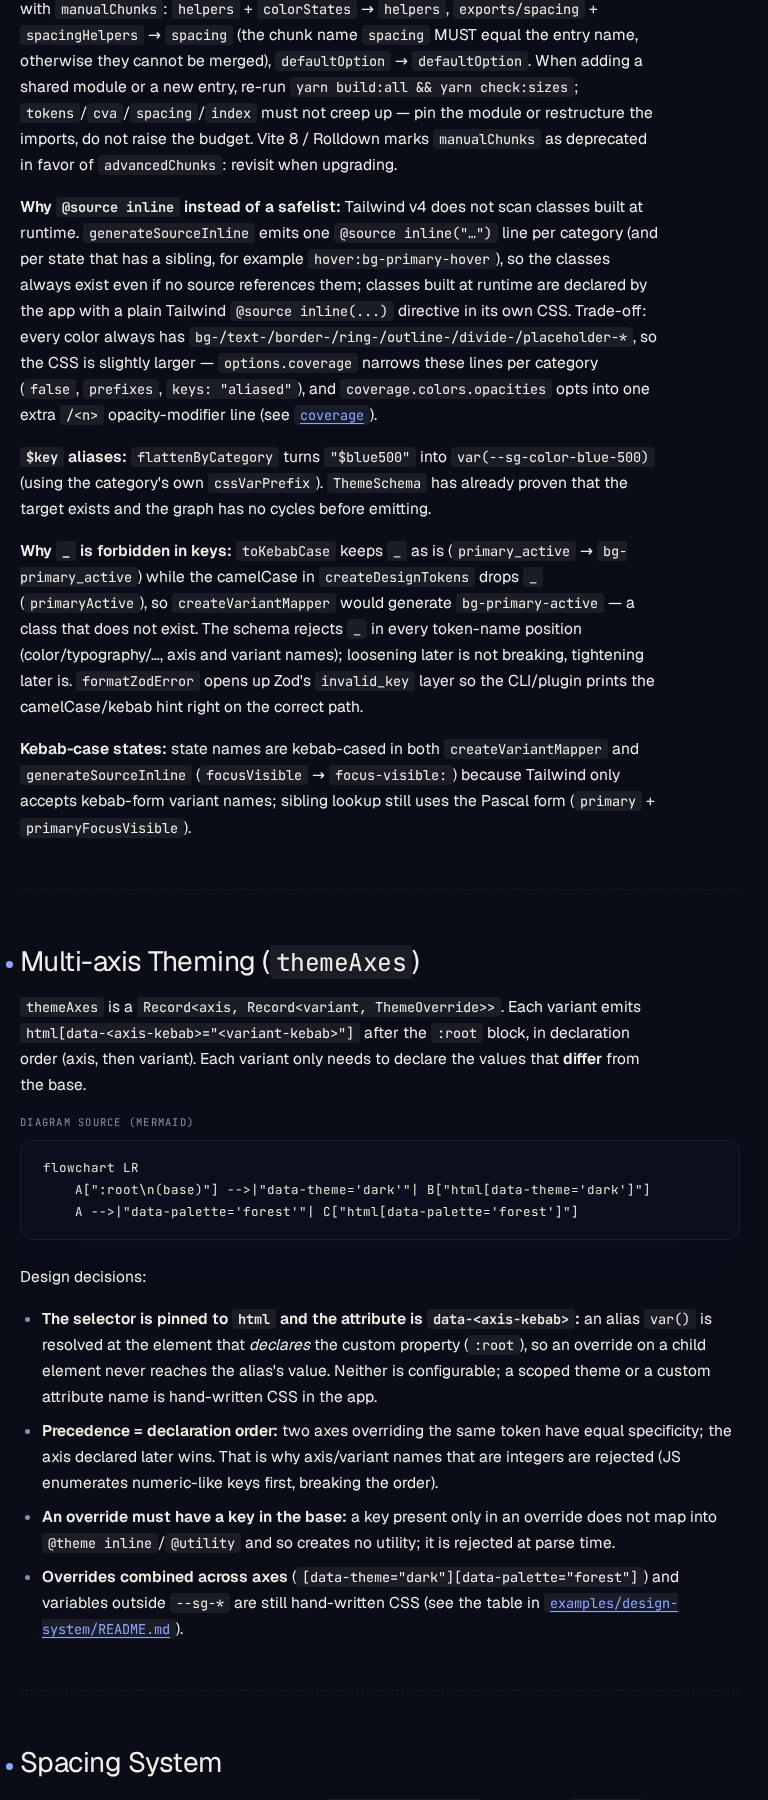 with manualChunks: helpers + colorStates → helpers, exports/spacing +
spacingHelpers → spacing (the chunk name spacing MUST equal the entry name,
otherwise they cannot be merged), defaultOption → defaultOption. When adding a
shared module or a new entry, re-run yarn build:all && yarn check:sizes;
tokens/cva/spacing/index must not creep up — pin the module or restructure the
imports, do not raise the budget. Vite 8 / Rolldown marks manualChunks as deprecated
in favor of advancedChunks: revisit when upgrading.
Why @source inline instead of a safelist: Tailwind v4 does not scan classes built at
runtime. generateSourceInline emits one @source inline("…") line per category (and
per state that has a sibling, for example hover:bg-primary-hover), so the classes
always exist even if no source references them; classes built at runtime are declared by
the app with a plain Tailwind @source inline(...) directive in its own CSS. Trade-off:
every color always has bg-/text-/border-/ring-/outline-/divide-/placeholder-*, so
the CSS is slightly larger — options.coverage narrows these lines per category
(false, prefixes, keys: "aliased"), and coverage.colors.opacities opts into one
extra /<n> opacity-modifier line (see coverage).
$key aliases: flattenByCategory turns "$blue500" into var(--sg-color-blue-500)
(using the category's own cssVarPrefix). ThemeSchema has already proven that the
target exists and the graph has no cycles before emitting.
Why _ is forbidden in keys: toKebabCase keeps _ as is (primary_active → bg-
primary_active) while the camelCase in createDesignTokens drops _
(primaryActive), so createVariantMapper would generate bg-primary-active — a
class that does not exist. The schema rejects _ in every token-name position
(color/typography/…, axis and variant names); loosening later is not breaking, tightening
later is. formatZodError opens up Zod's invalid_key layer so the CLI/plugin prints the
camelCase/kebab hint right on the correct path.
Kebab-case states: state names are kebab-cased in both createVariantMapper and
generateSourceInline (focusVisible → focus-visible:) because Tailwind only
accepts kebab-form variant names; sibling lookup still uses the Pascal form (primary +
primaryFocusVisible).
Multi-axis Theming (themeAxes)
themeAxes is a Record<axis, Record<variant, ThemeOverride>>. Each variant emits
html[data-<axis-kebab>="<variant-kebab>"] after the :root block, in declaration
order (axis, then variant). Each variant only needs to declare the values that differ from
the base.
DIAGRAM SOURCE (MERMAID)
flowchart LR
A[":root\n(base)"] -->|"data-theme='dark'"| B["html[data-theme='dark']"]
A -->|"data-palette='forest'"| C["html[data-palette='forest']"]
Design decisions:
The selector is pinned to html and the attribute is data-<axis-kebab>: an alias var() is
resolved at the element that declares the custom property (:root), so an override on a child
element never reaches the alias's value. Neither is configurable; a scoped theme or a custom
attribute name is hand-written CSS in the app.
Precedence = declaration order: two axes overriding the same token have equal specificity; the
axis declared later wins. That is why axis/variant names that are integers are rejected (JS
enumerates numeric-like keys first, breaking the order).
An override must have a key in the base: a key present only in an override does not map into
@theme inline/@utility and so creates no utility; it is rejected at parse time.
Overrides combined across axes ([data-theme="dark"][data-palette="forest"]) and
variables outside --sg-* are still hand-written CSS (see the table in examples/design-
system/README.md).
Spacing System